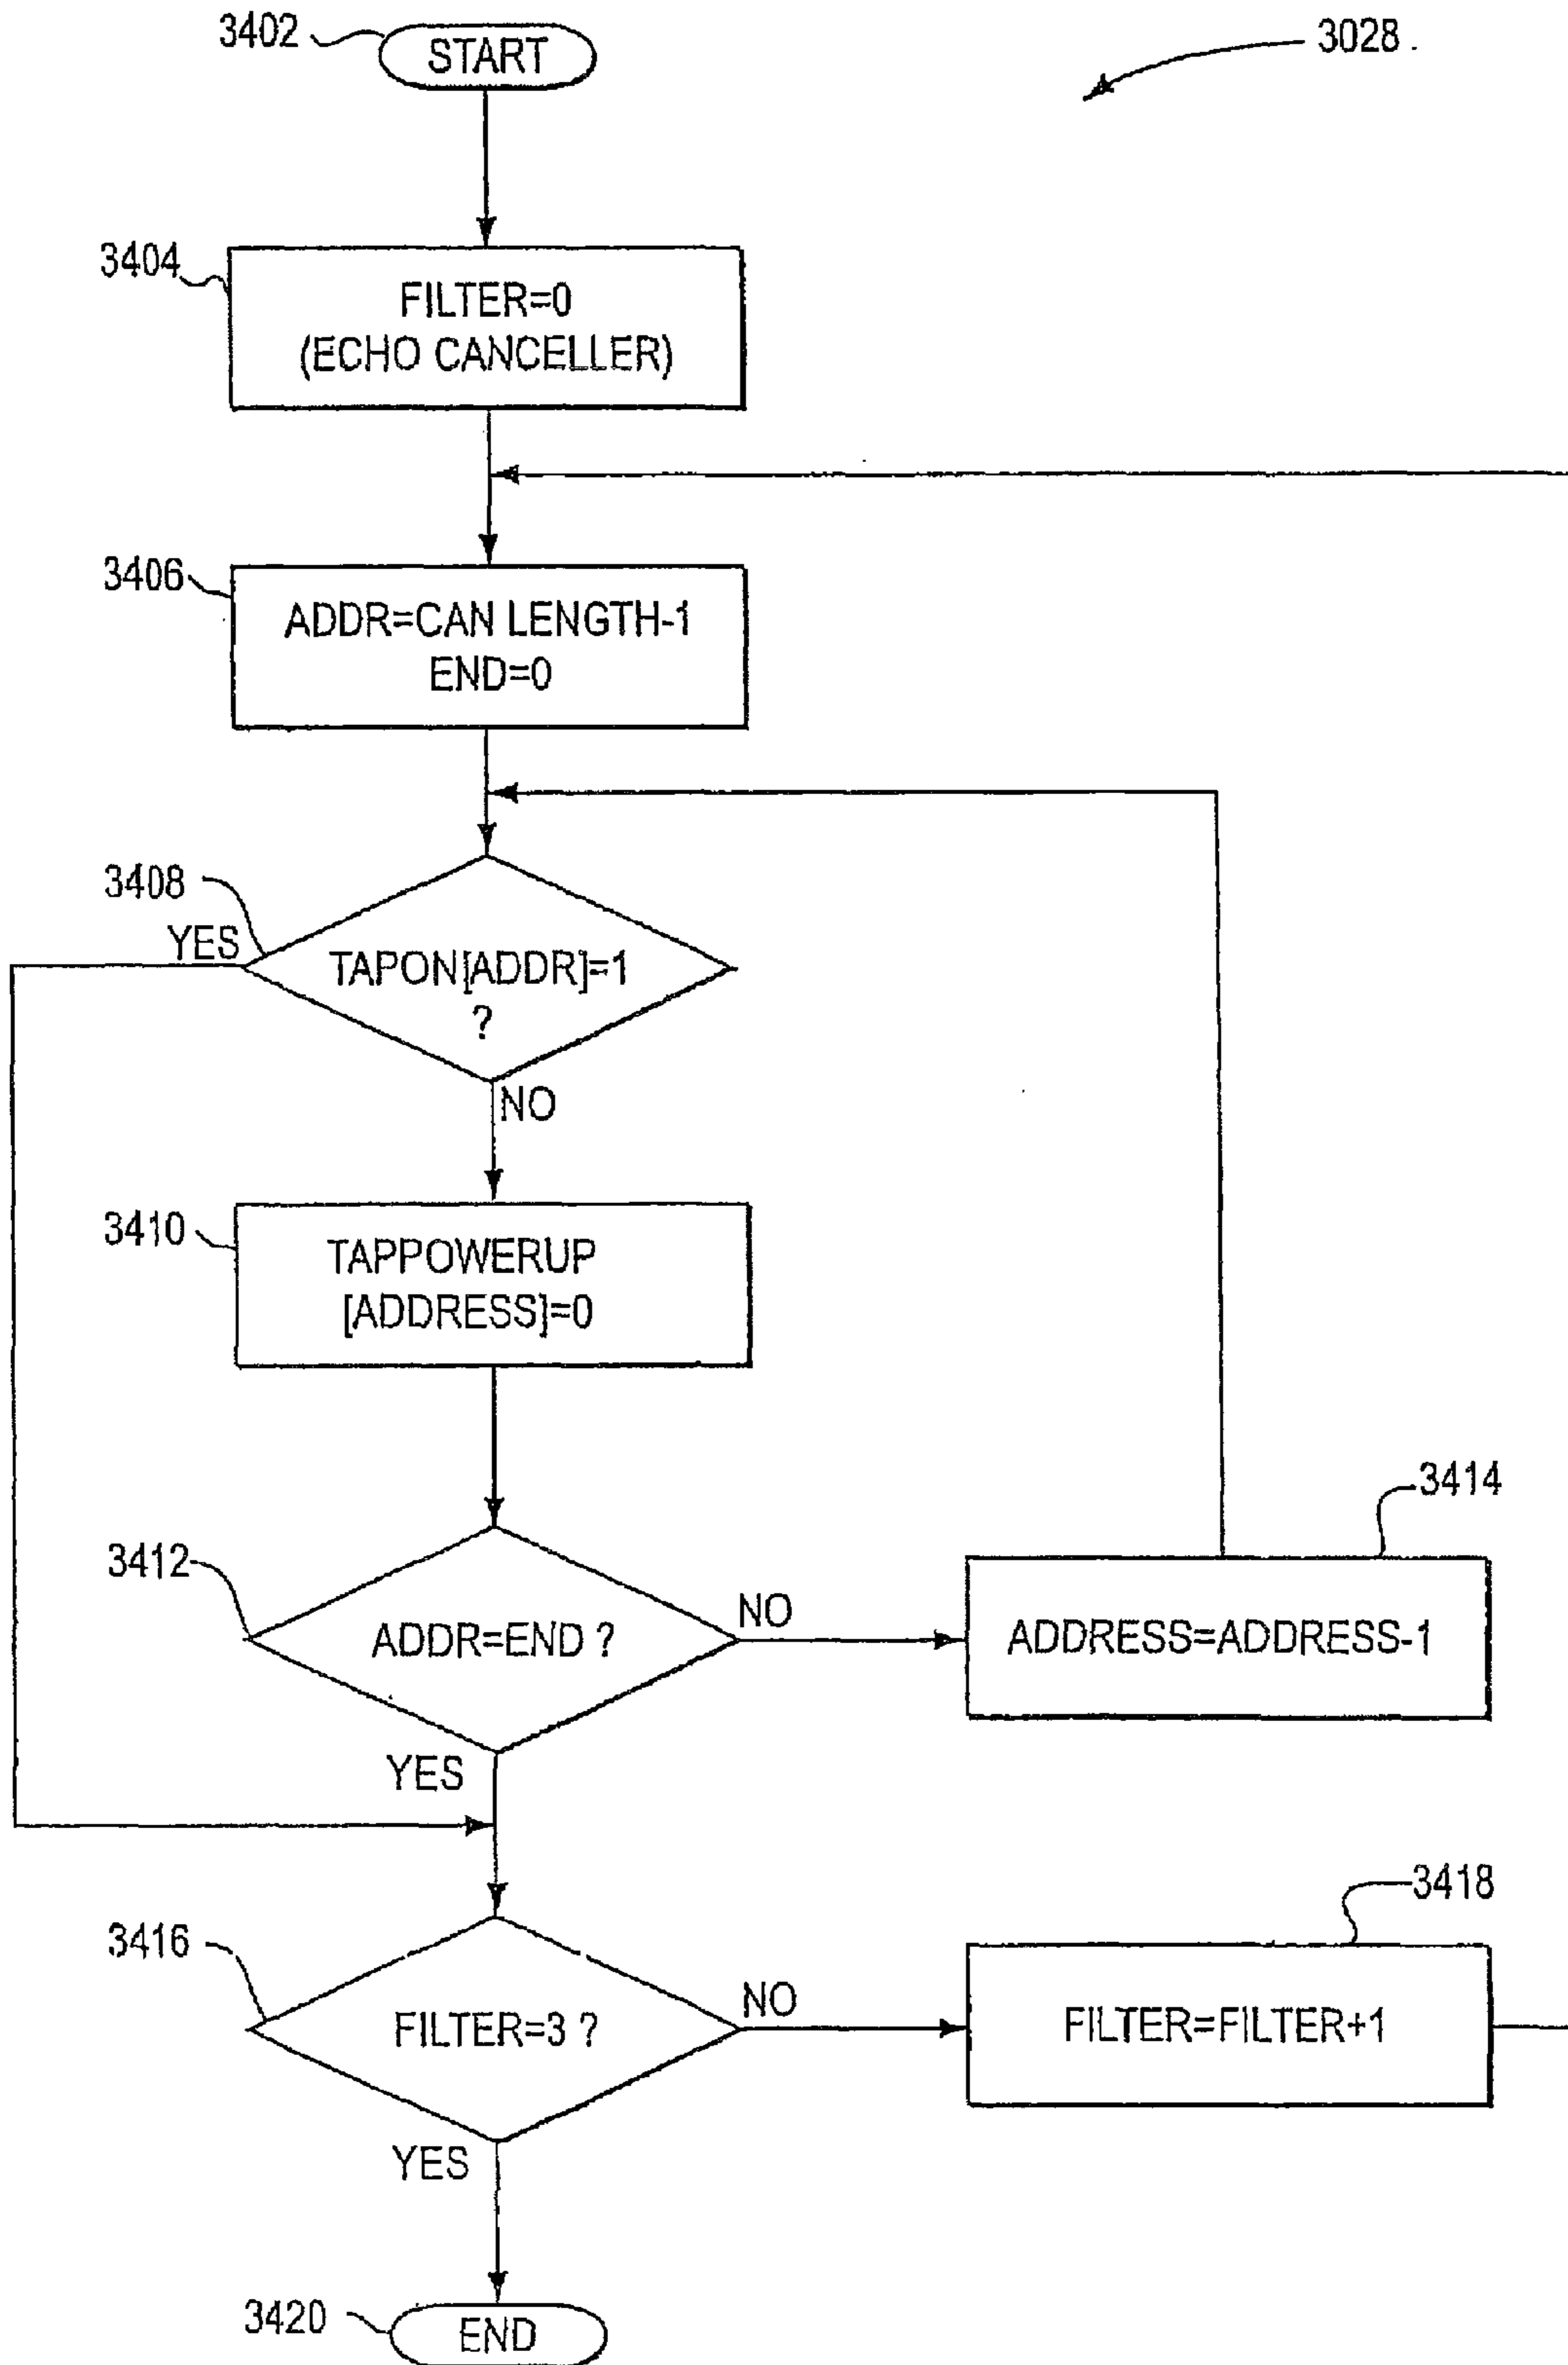 3402
START
3028.
3404
FILTER=0
(ECHO CANCELLER)
3406
ADDR=CAN LENGTH-1
END=0
3408
YES
TAPON[ADDR]=1
?
NO
3410
TAPPOWERUP
[ADDRESS]=0
3412
ADDR=END ?
NO
3414
ADDRESS=ADDRESS-1
YES
3416
FILTER=3 ?
NO
3418
FILTER=FILTER+1
YES
3420
END